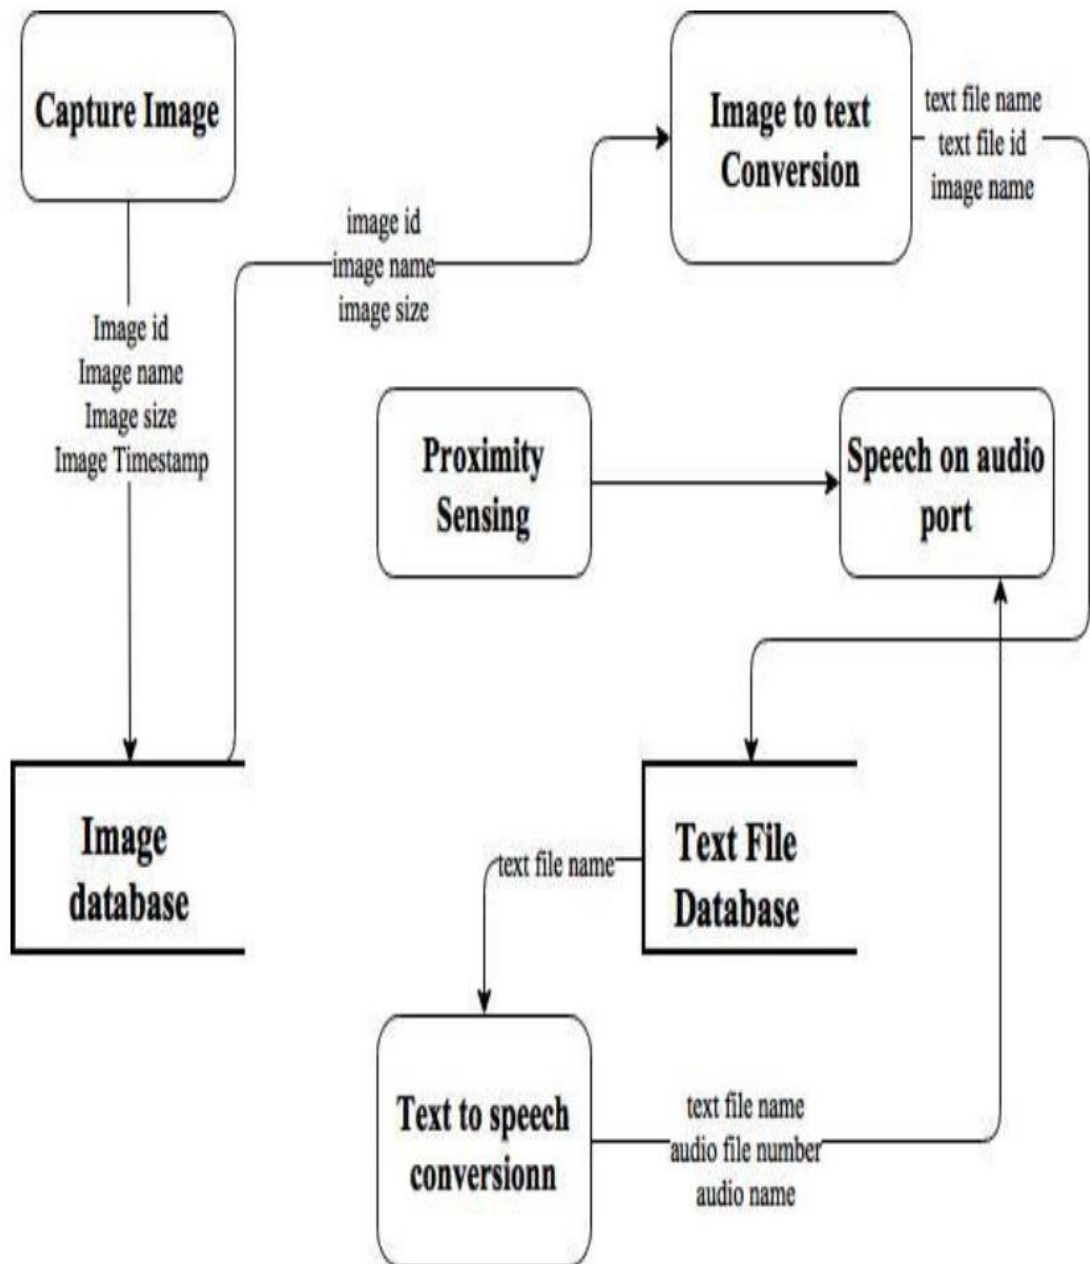 Capture Image
Image to text
Conversion
text file name
text file id
image name
image id
image name
image size
Image id
Image name
Image size
Image Timestamp
Proximity
Sensing
Speech on audio
port
Image
database
Text File
Database
text file name
Text to speech
conversionn
text file name
audio file number
audio name